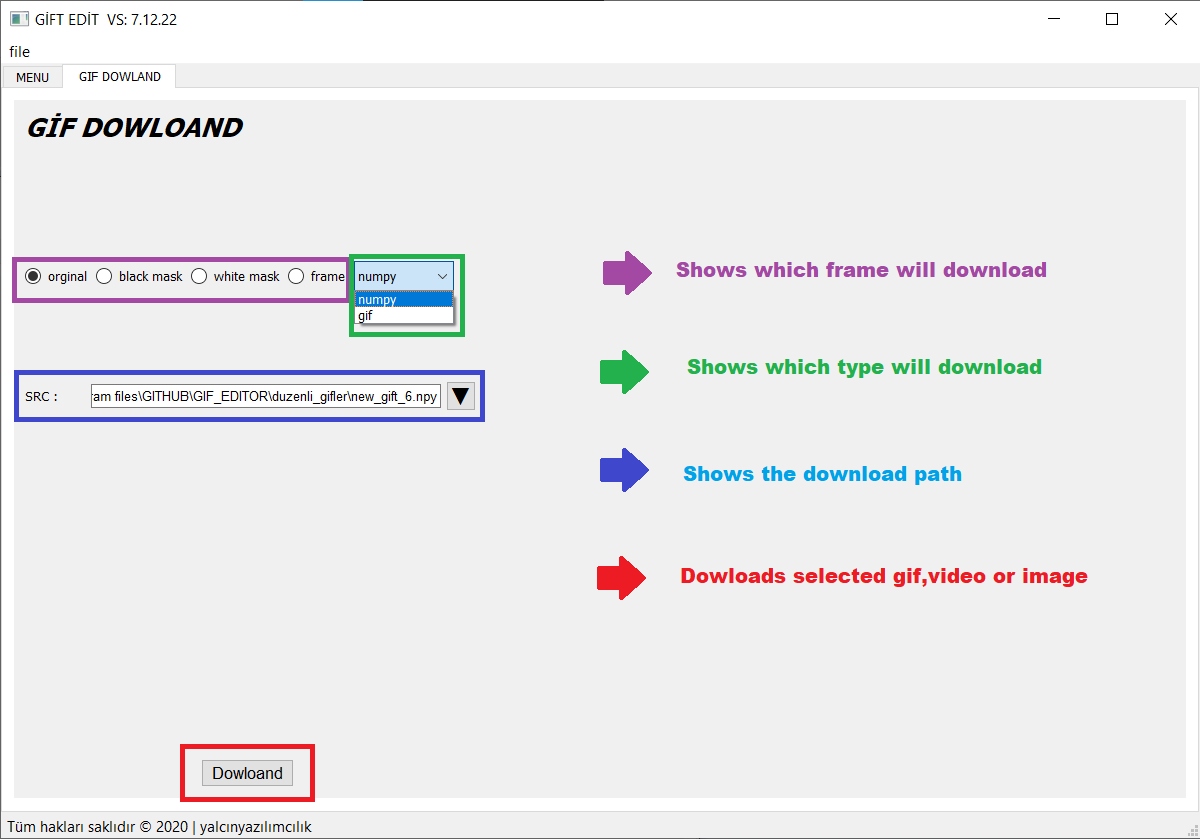 GİFT EDİT  VS: 7.12.22
file
MENU
GIF DOWLAND
GİF DOWLOAND
orginal
black mask
white mask
frame
numpy
numpy
gif
Shows which frame will download
Shows which type will download
SRC :
ram files\GITHUB\GIF_EDITOR\duzenli_gifler\new_gift_6.npy
Shows the download path
Dowloads selected gif,video or image
Dowloand
Tüm hakları saklıdır © 2020 | yalcınyazılımcılık